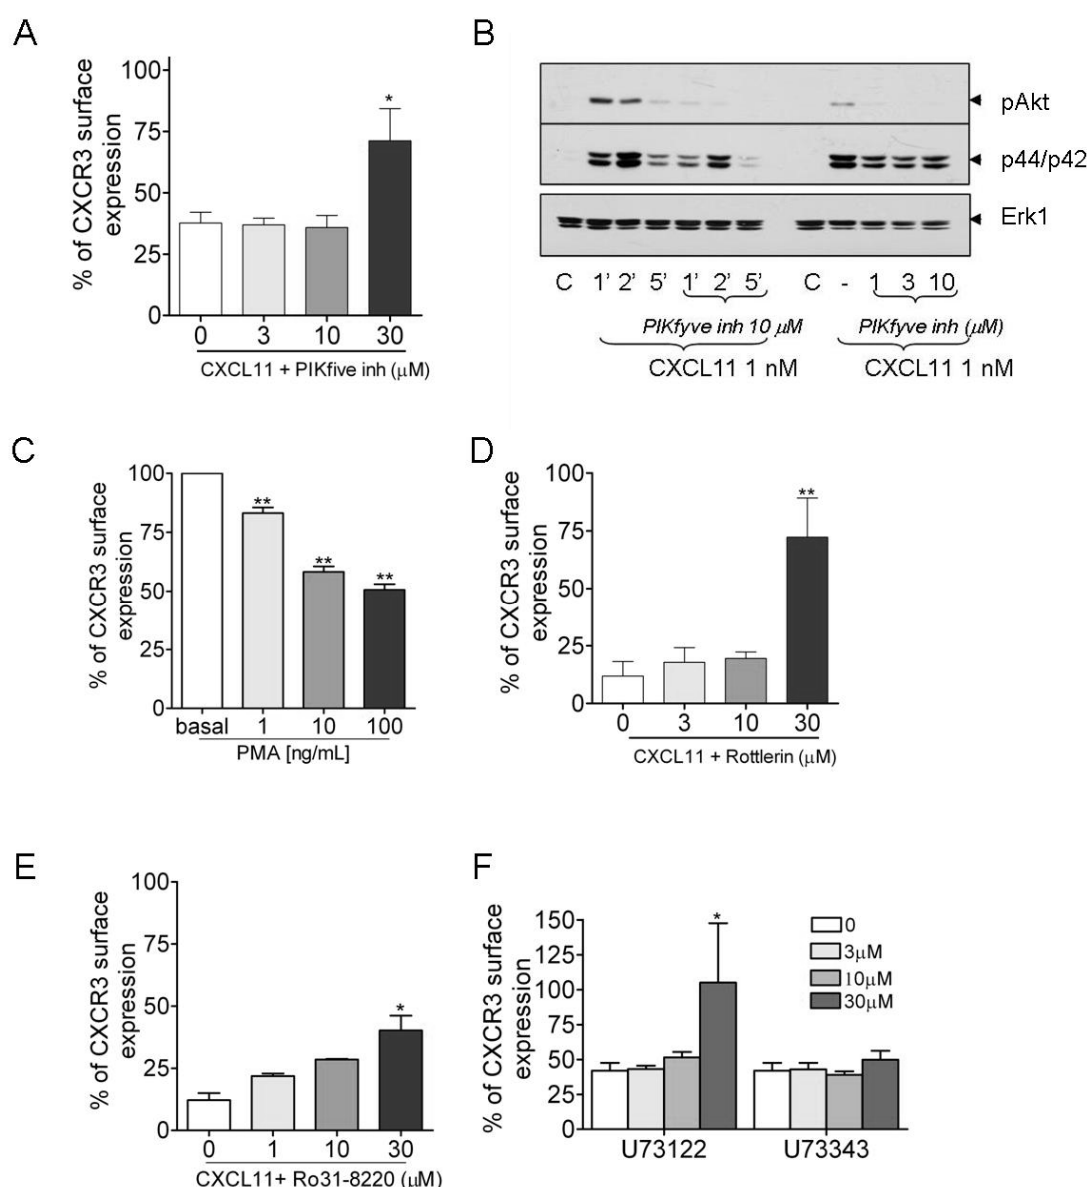 A
% of CXCR3 surface
expression
100
75
50
25
0
0 3 10 30
CXCL11 + PIKfive inh (μM)
*
B
pAkt
p44/p42
Erk1
C 1’ 2’ 5’ 1’ 2’ 5’ C - 1 3 10
PIKfyve inh 10 μM PIKfyve inh (μM)
CXCL11 1 nM CXCL11 1 nM
C
% of CXCR3 surface
expression
100
75
50
25
0
** ** **
basal 1 10 100
PMA [ng/mL]
D
% of CXCR3 surface
expression
100
75
50
25
0
**
0 3 10 30
CXCL11 + Rottlerin (μM)
E
% of CXCR3 surface
expression
100
75
50
25
0
*
0 1 10 30
CXCL11+ Ro31-8220 (μM)
F
% of CXCR3 surface
expression
150
125
100
75
50
25
0
*
0
3μM
10μM
30μM
U73122 U73343